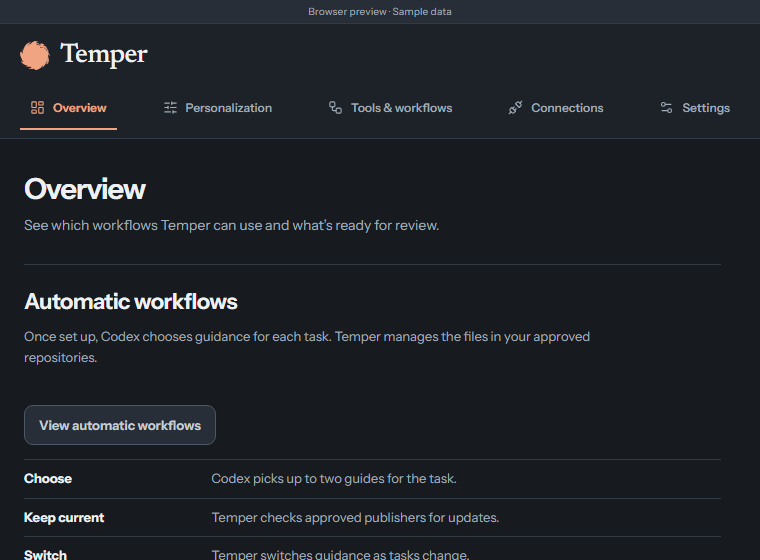 Browser preview · Sample data
Temper
Overview
Personalization
Tools & workflows
Connections
Settings
Overview
See which workflows Temper can use and what's ready for review.
Automatic workflows
Once set up, Codex chooses guidance for each task. Temper manages the files in your approved
repositories.
View automatic workflows
Choose
Codex picks up to two guides for the task.
Keep current
Temper checks approved publishers for updates.
Switch
Temper switches guidance as tasks change.